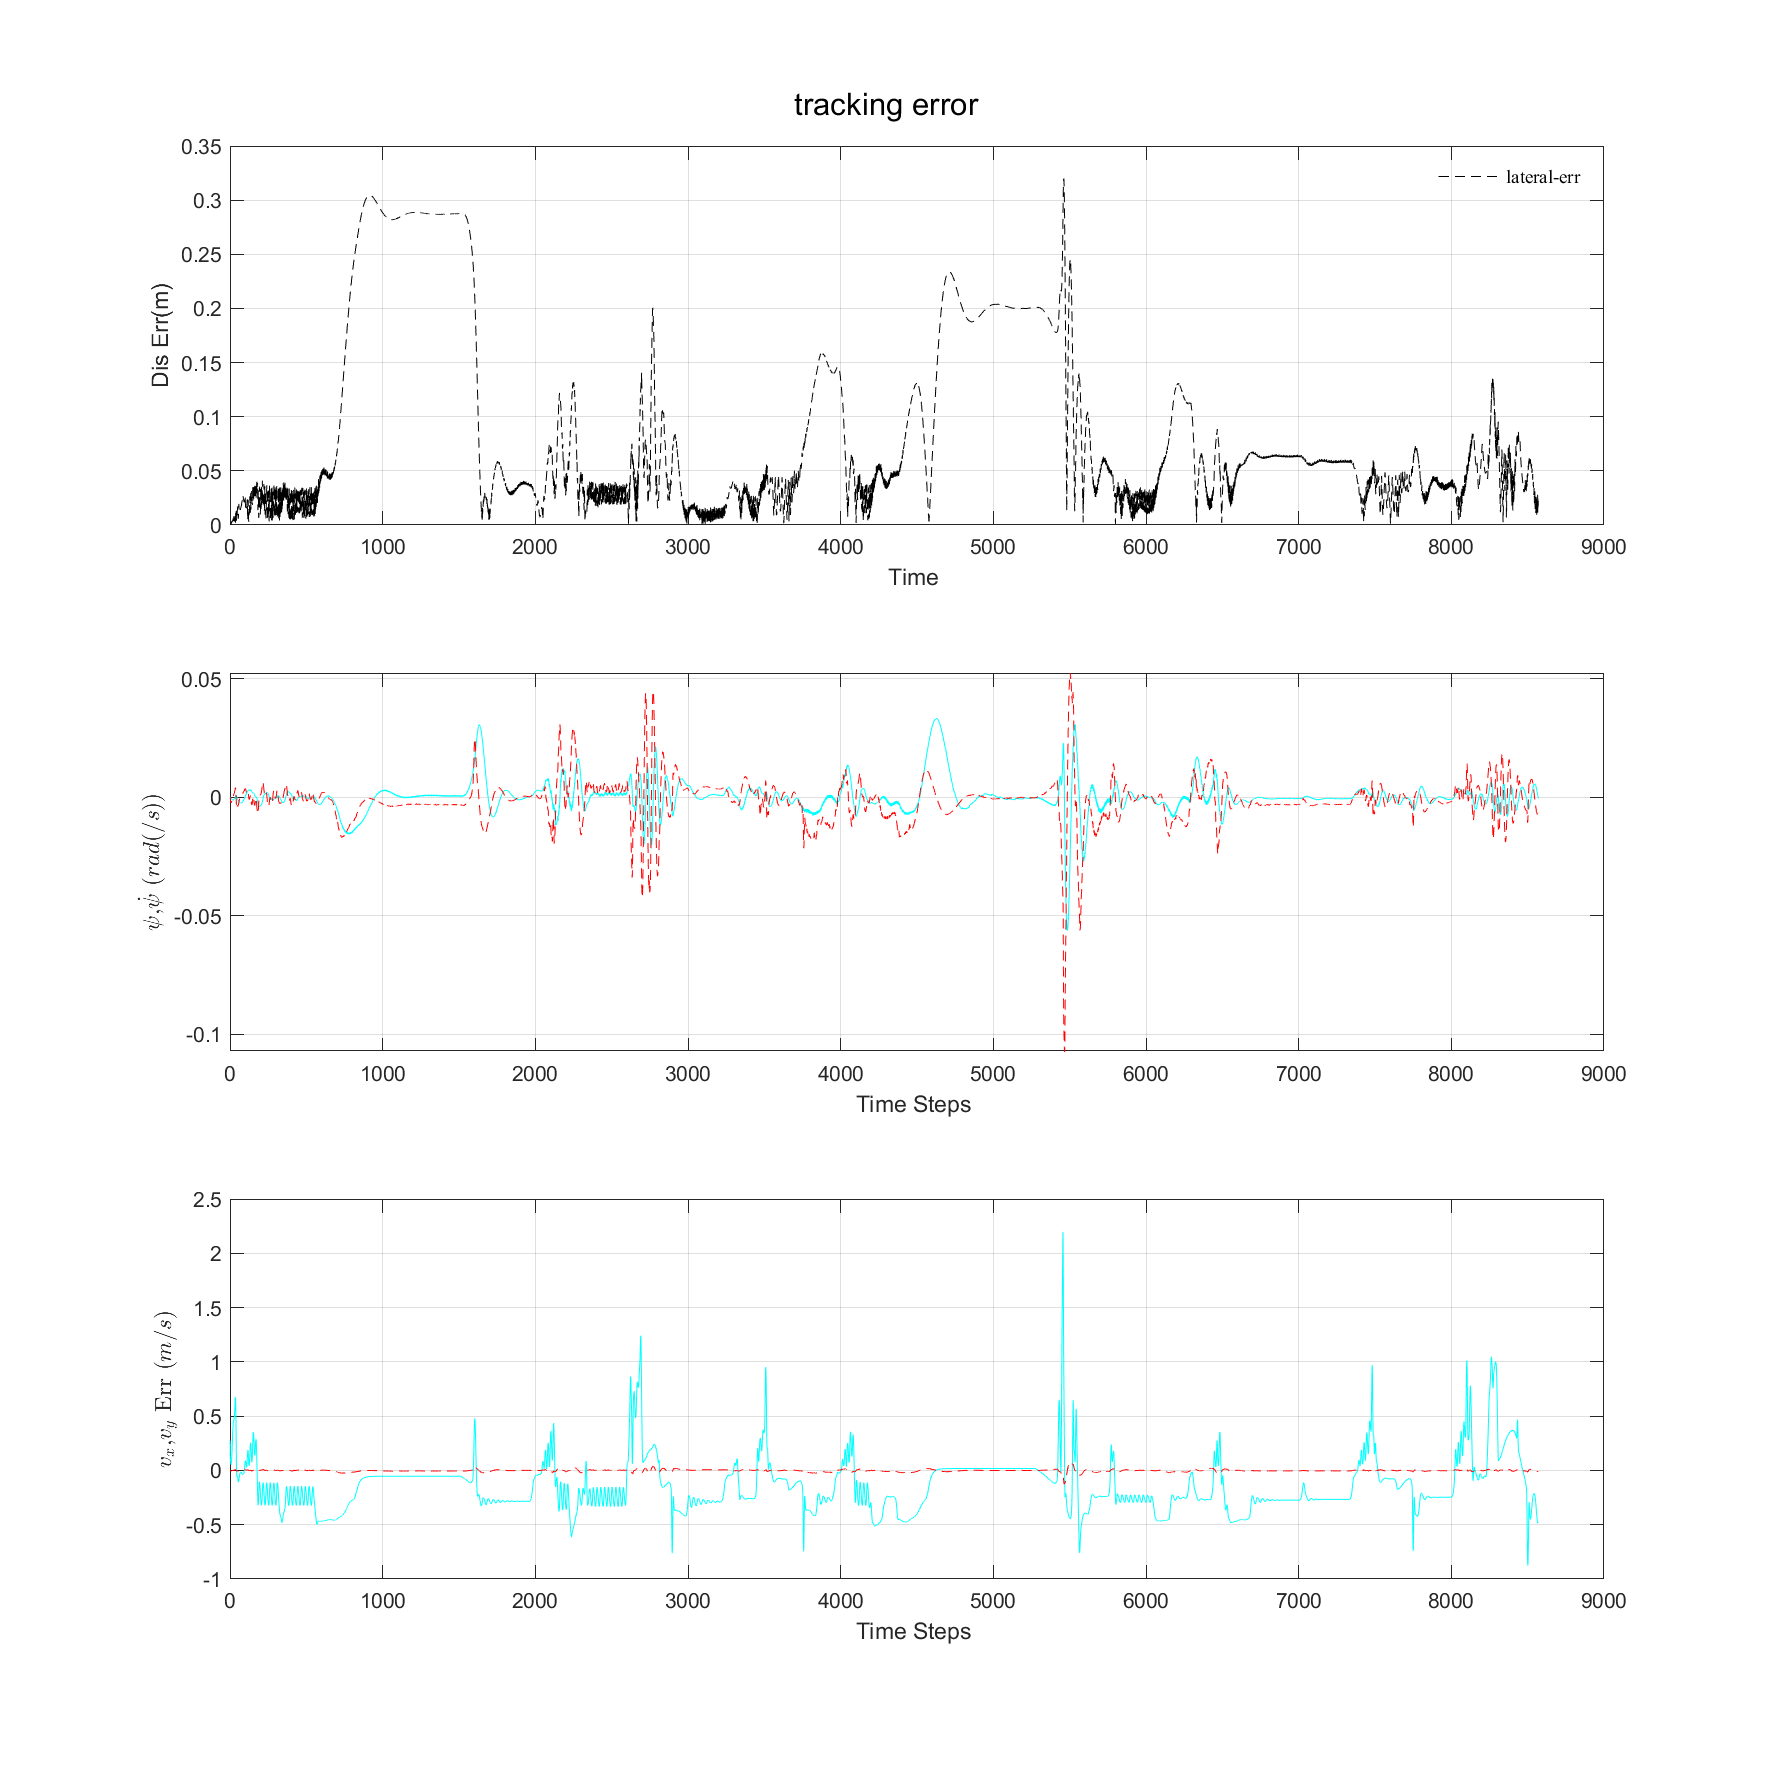 tracking error
0.35
0.3
0.25
0.2
0.15
0.1
0.05
0
Dis Err(m)
lateral-err
0 1000 2000 3000 4000 5000 6000 7000 8000 9000
Time
0.05
0
-0.05
-0.1
ψ,ψ̇ (rad(/s))
0 1000 2000 3000 4000 5000 6000 7000 8000 9000
Time Steps
2.5
2
1.5
1
0.5
0
-0.5
-1
v_x,v_y Err (m/s)
0 1000 2000 3000 4000 5000 6000 7000 8000 9000
Time Steps